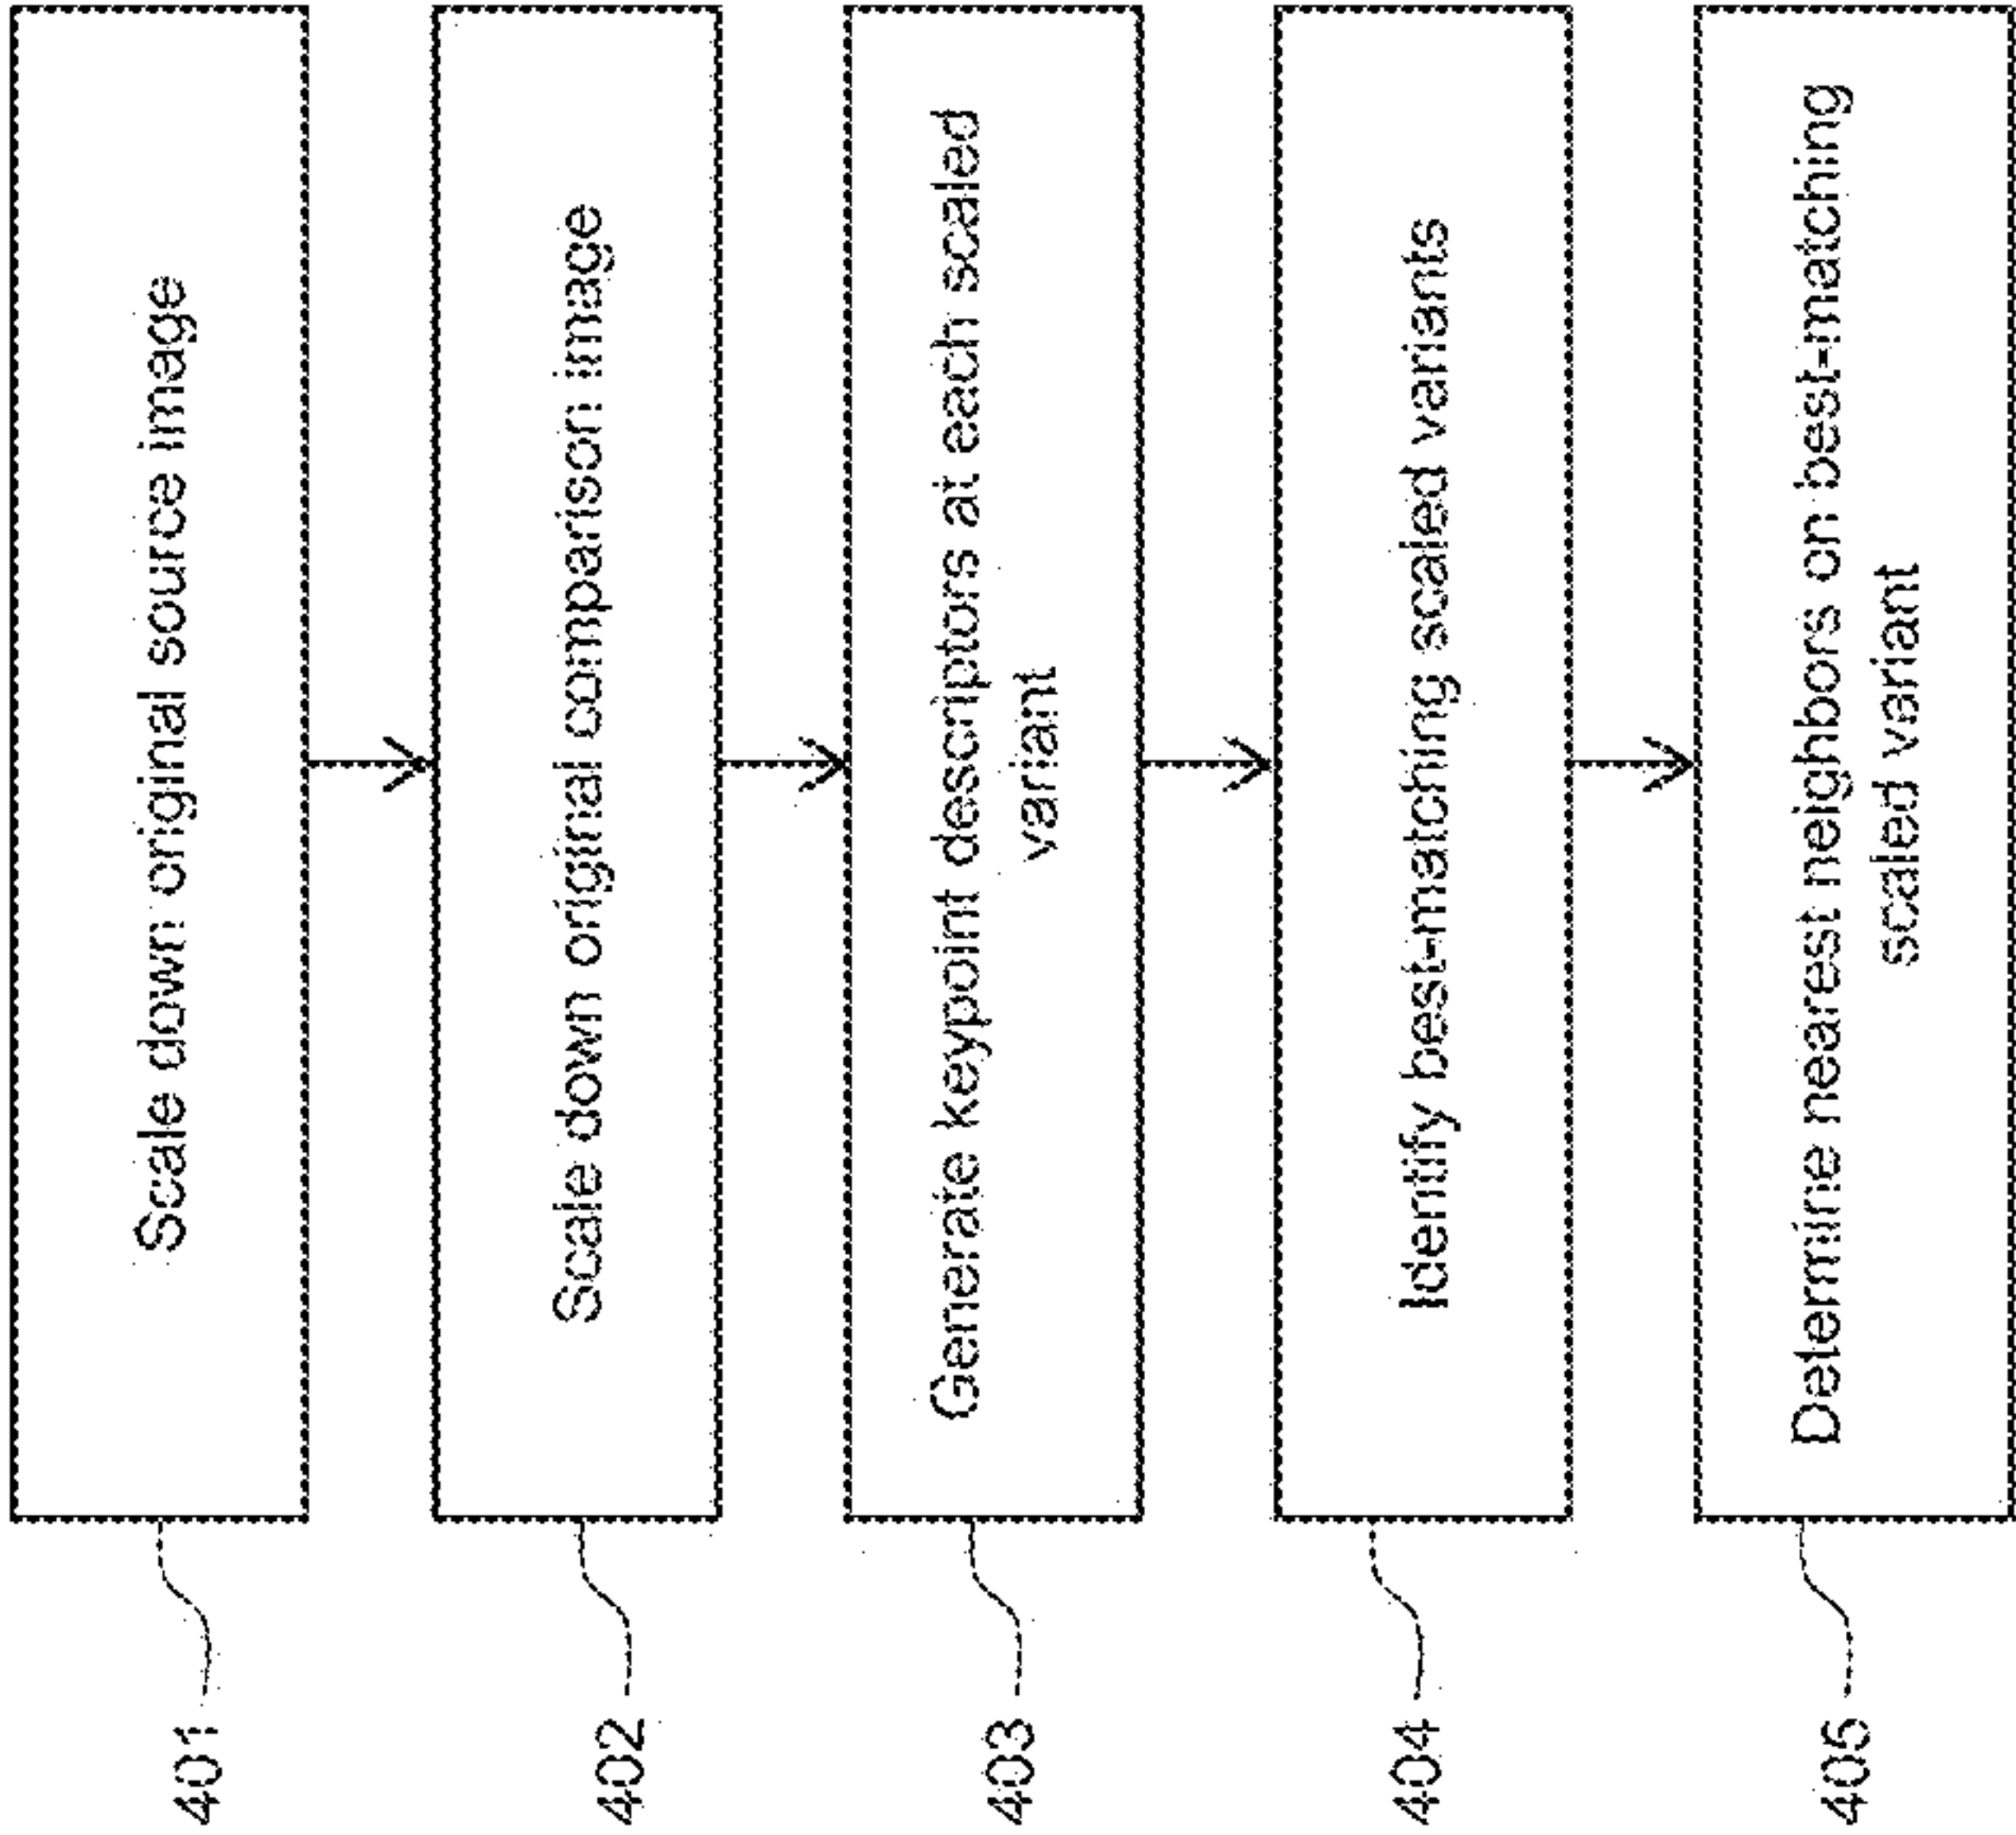 401
Scale down original source image
402
Scale down original comparison image
403
Generate keypoint descriptors at each scaled
variant
404
Identify best-matching scaled variants
405
Determine nearest neighbors on best-matching
scaled variant